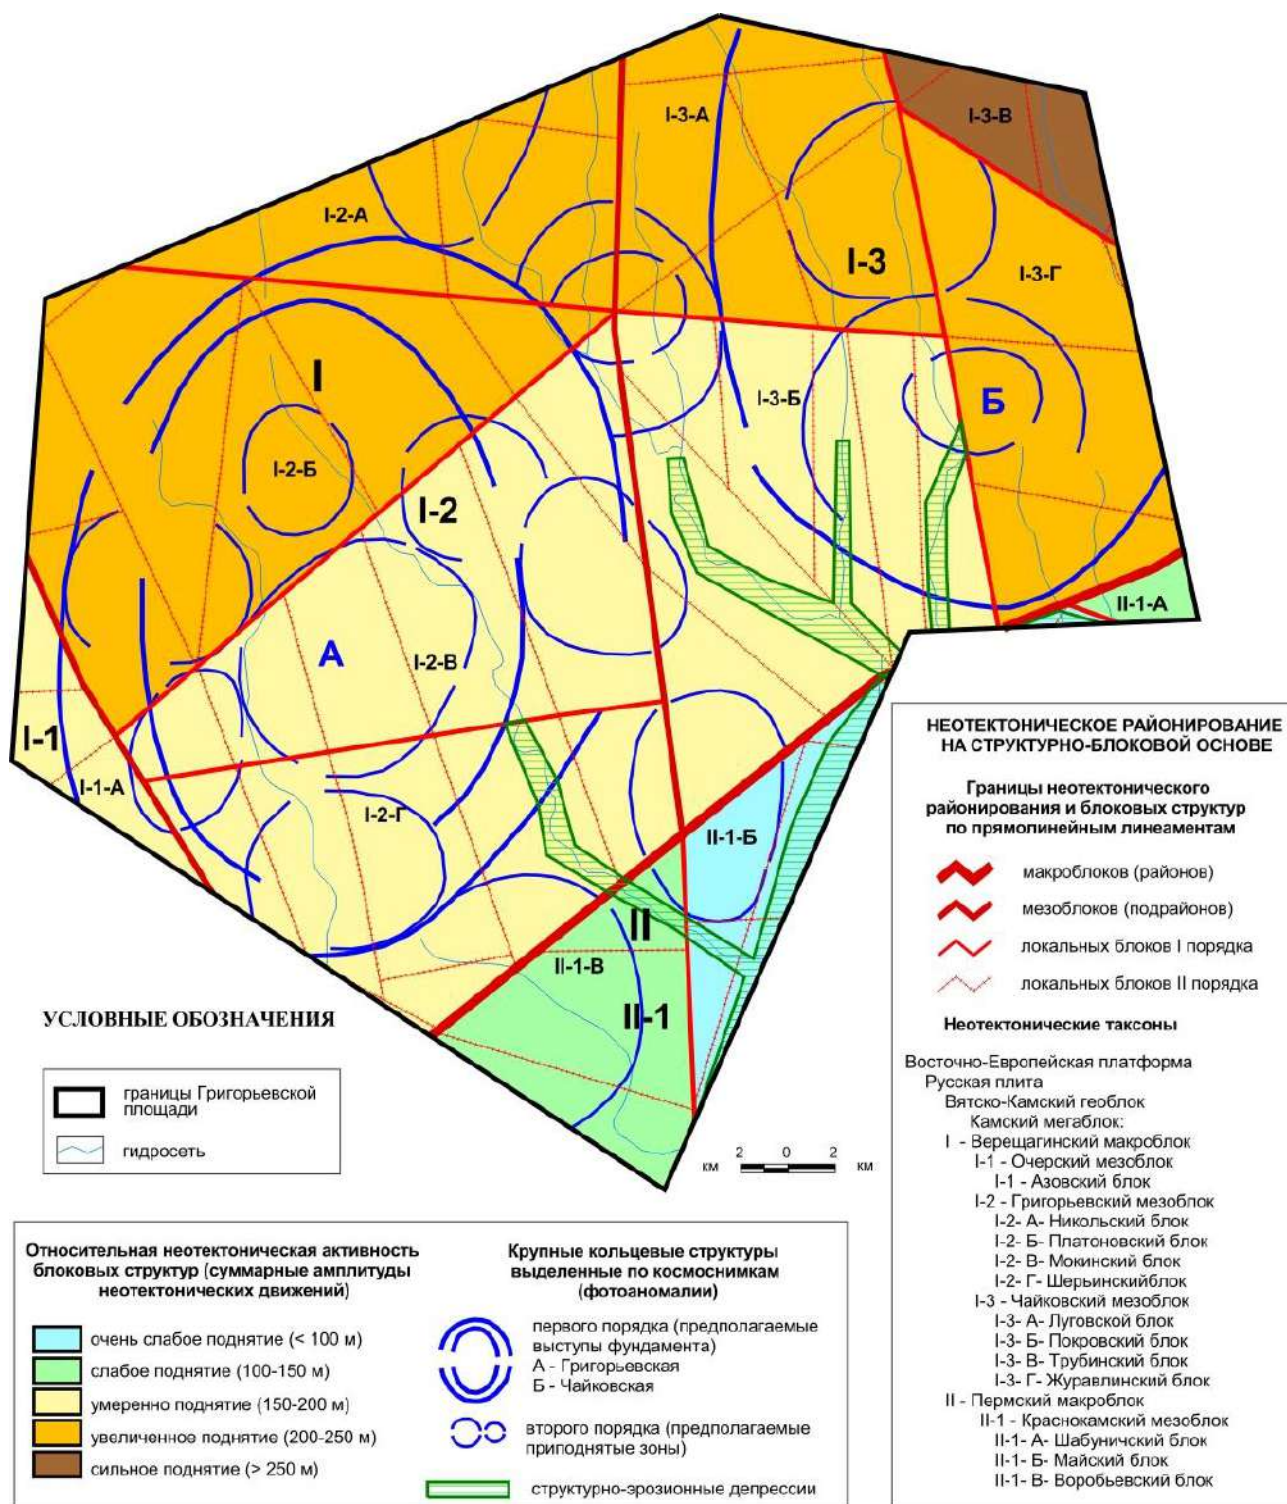 I-3-А
I-3-В
I-2-А
I-3
I-3-Г
I
I-3-Б
Б
I-2-Б
I-2
II-1-А
А
I-2-В
I-1
I-1-А
I-2-Г
II-1-Б
II
II-1-В
II-1
НЕОТЕКТОНИЧЕСКОЕ РАЙОНИРОВАНИЕ
НА СТРУКТУРНО-БЛОКОВОЙ ОСНОВЕ
Границы неотектонического
районирования и блоковых структур
по прямолинейным линеаментам
макроблоков (районов)
мезоблоков (подрайонов)
локальных блоков I порядка
локальных блоков II порядка
Неотектонические таксоны
Восточно-Европейская платформа
Русская плита
Вятско-Камский геоблок
Камский мегаблок:
I - Верещагинский макроблок
I-1 - Очерский мезоблок
I-1 - Азовский блок
I-2 - Григорьевский мезоблок
I-2- А- Никольский блок
I-2- Б- Платоновский блок
I-2- В- Мокинский блок
I-2- Г- Шерьинскийблок
I-3 - Чайковский мезоблок
I-3- А- Луговской блок
I-3- Б- Покровский блок
I-3- В- Трубинский блок
I-3- Г- Журавлинский блок
II - Пермский макроблок
II-1 - Краснокамский мезоблок
II-1- А- Шабуничский блок
II-1- Б- Майский блок
II-1- В- Воробьевский блок
УСЛОВНЫЕ ОБОЗНАЧЕНИЯ
границы Григорьевской
площади
гидросеть
км 2 0 2 км
Относительная неотектоническая активность
блоковых структур (суммарные амплитуды
неотектонических движений)
очень слабое поднятие (< 100 м)
слабое поднятие (100-150 м)
умеренно поднятие (150-200 м)
увеличенное поднятие (200-250 м)
сильное поднятие (> 250 м)
Крупные кольцевые структуры
выделенные по космоснимкам
(фотоаномалии)
первого порядка (предполагаемые
выступы фундамента)
А - Григорьевская
Б - Чайковская
второго порядка (предполагаемые
приподнятые зоны)
структурно-эрозионные депрессии